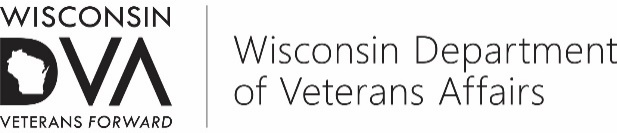 WISCONSIN
DVA
VETERANS FORWARD
Wisconsin Department
of Veterans Affairs